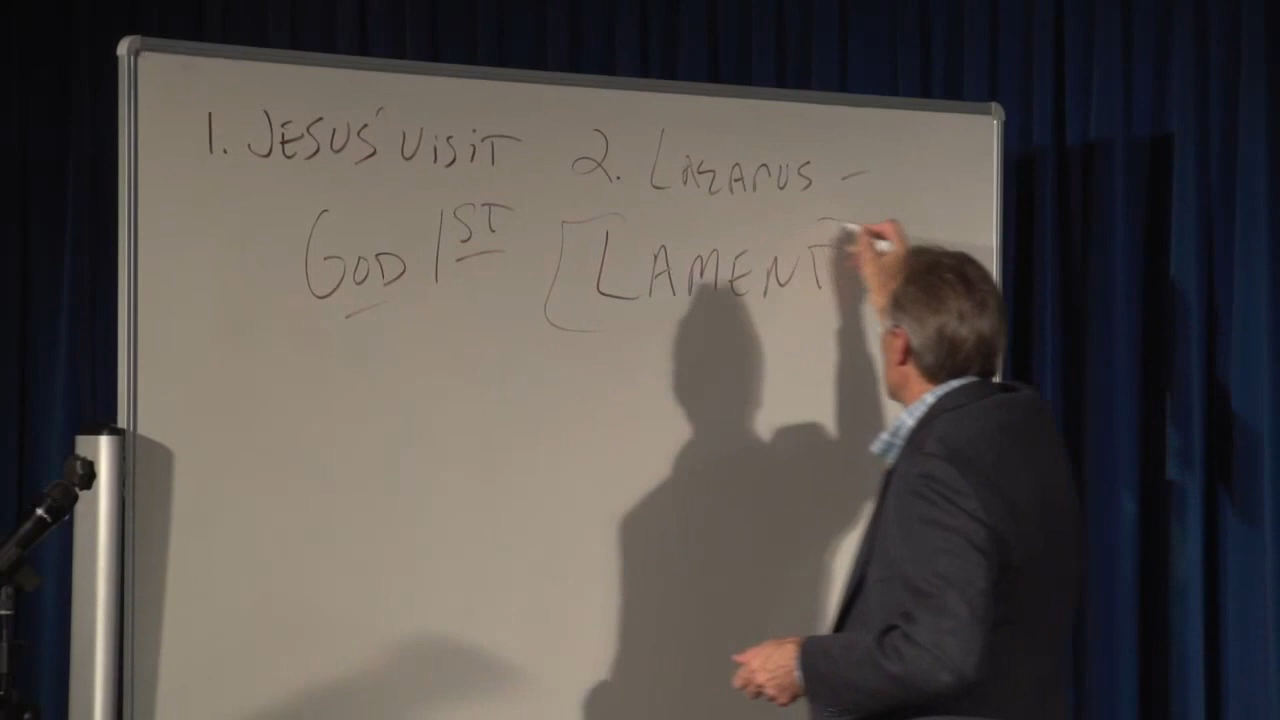 1. JESUS' VISIT
GOD 1ST
2. LAZARUS –
[LAMENT